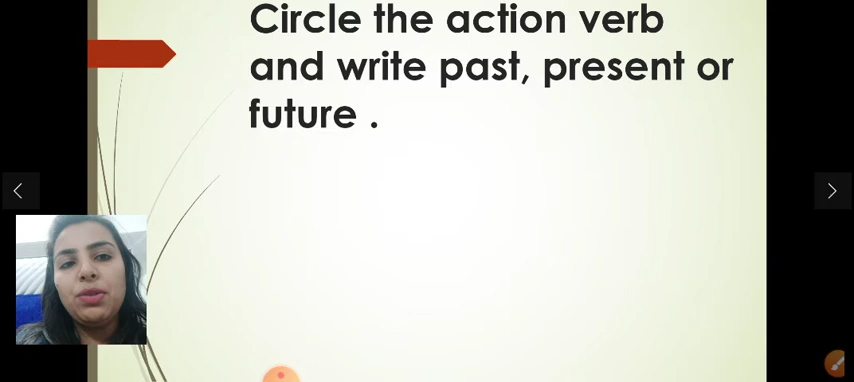 Circle the action verb
and write past, present or
future .